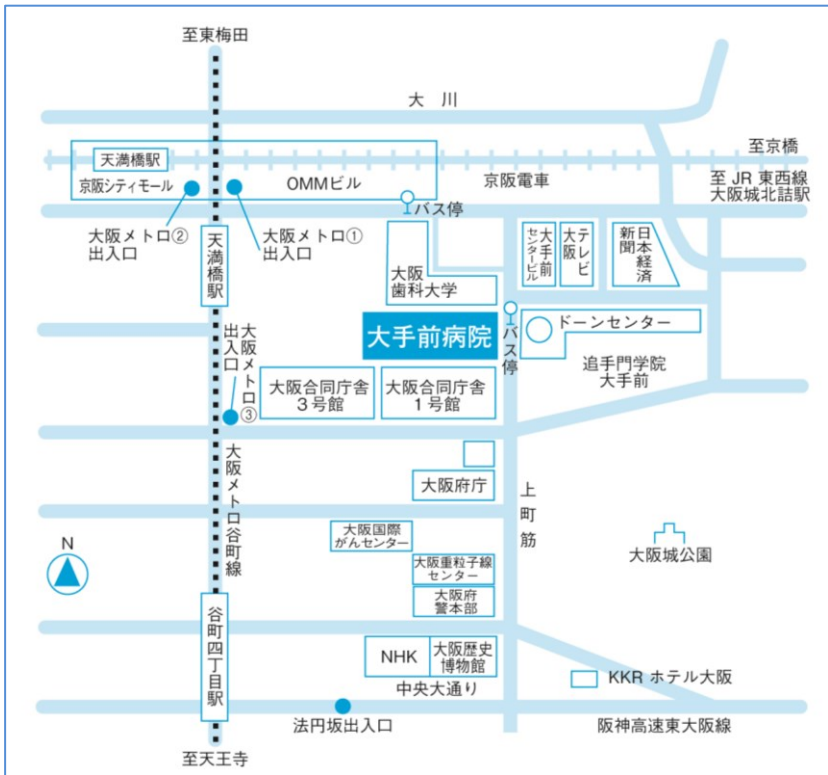 至東梅田
大 川
至京橋
天満橋駅
京阪シティモール
OMMビル
京阪電車
至 JR 東西線
大阪城北詰駅
バス停
大阪メトロ②
出入口
大阪メトロ①
出入口
天満橋駅
大阪
歯科大学
大手前
センタービル
テレビ
大阪
日本経済
新聞
大手前病院
バス停
ドーンセンター
追手門学院
大手前
大阪メトロ③
出入口
大阪合同庁舎
3号館
大阪合同庁舎
1号館
大阪府庁
上町筋
大阪メトロ谷町線
大阪国際
がんセンター
大阪城公園
N
大阪重粒子線
センター
大阪府
警本部
谷町四丁目駅
NHK
大阪歴史
博物館
中央大通り
KKR ホテル大阪
法円坂出入口
阪神高速東大阪線
至天王寺